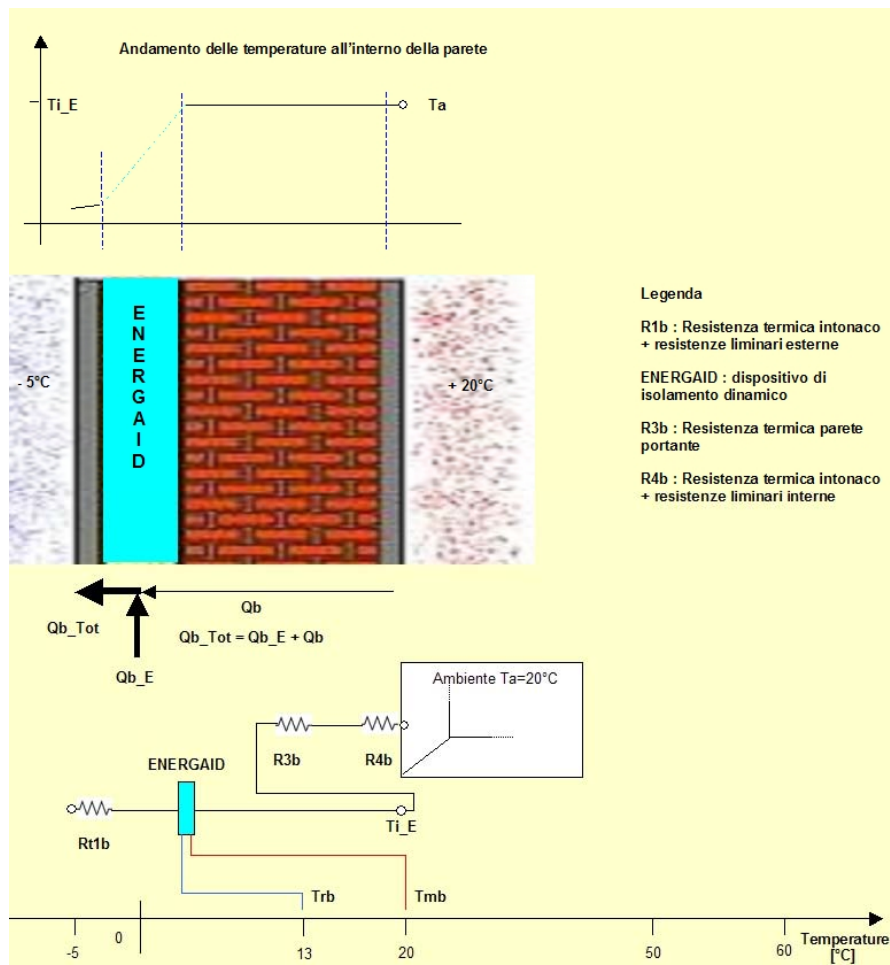 Andamento delle temperature all'interno della parete
Ti_E
Ta
ENERGAID
- 5°C
+ 20°C
Legenda
R1b : Resistenza termica intonaco
+ resistenze liminari esterne
ENERGAID : dispositivo di
isolamento dinamico
R3b : Resistenza termica parete
portante
R4b : Resistenza termica intonaco
+ resistenze liminari interne
Qb_Tot
Qb
Qb_Tot = Qb_E + Qb
Qb_E
Ambiente Ta=20°C
R3b
R4b
ENERGAID
Rt1b
Ti_E
Trb
Tmb
-5
0
13
20
50
60
Temperature
[°C]